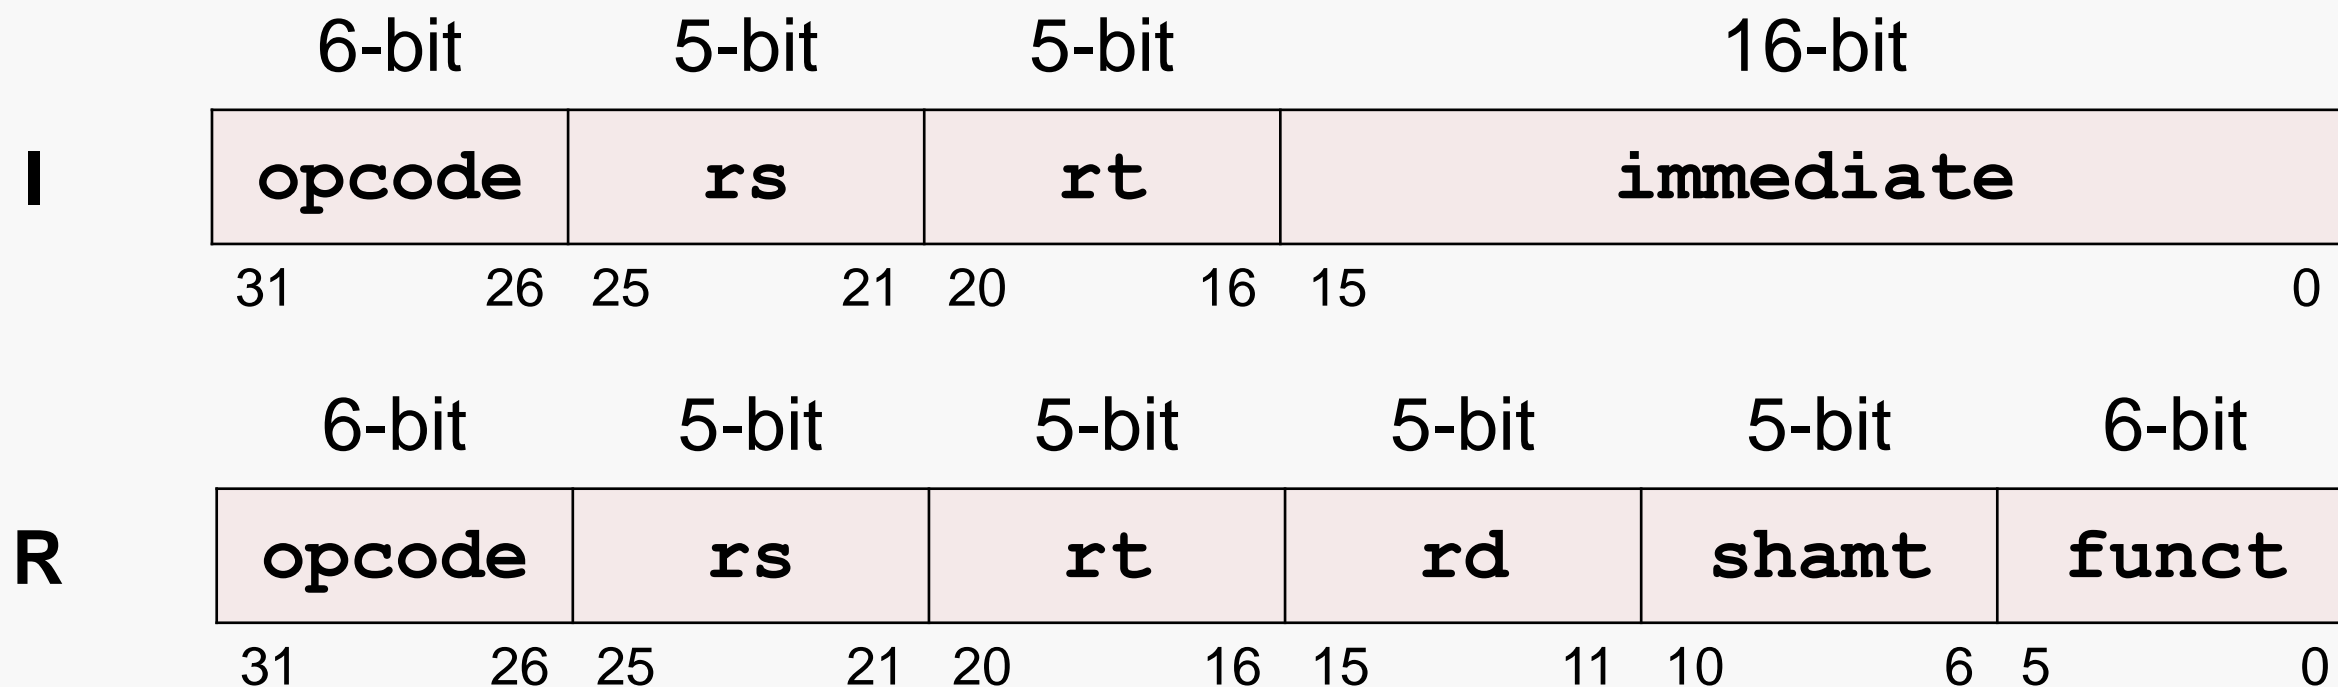 6-bit 5-bit 5-bit 16-bit
I opcode rs rt immediate
31 26 25 21 20 16 15 0
6-bit 5-bit 5-bit 5-bit 5-bit 6-bit
R opcode rs rt rd shamt funct
31 26 25 21 20 16 15 11 10 6 5 0